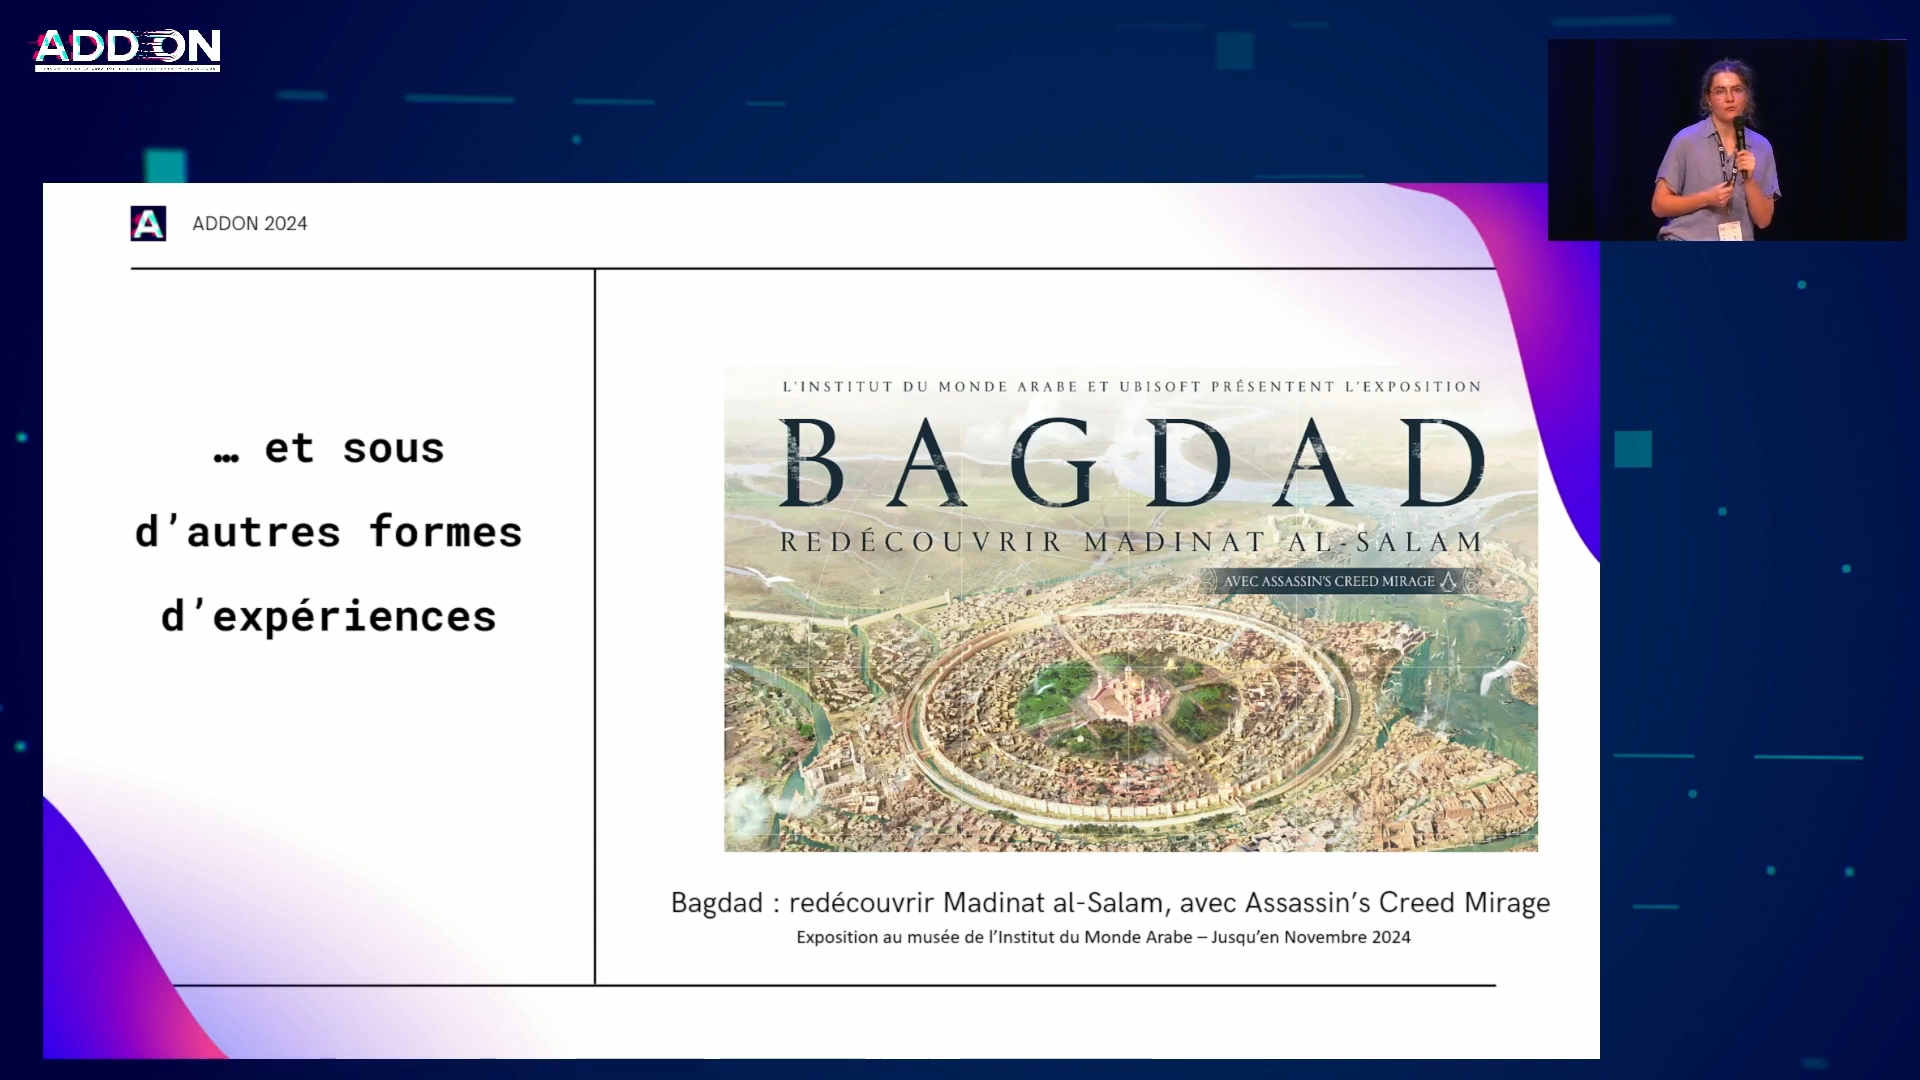 ADDON
A ADDON 2024
… et sous
d’autres formes
d’expériences
L’INSTITUT DU MONDE ARABE ET UBISOFT PRÉSENTENT L’EXPOSITION
BAGDAD
REDÉCOUVRIR MADINAT AL-SALAM
AVEC ASSASSIN’S CREED MIRAGE
Bagdad : redécouvrir Madinat al-Salam, avec Assassin’s Creed Mirage
Exposition au musée de l’Institut du Monde Arabe – Jusqu’en Novembre 2024